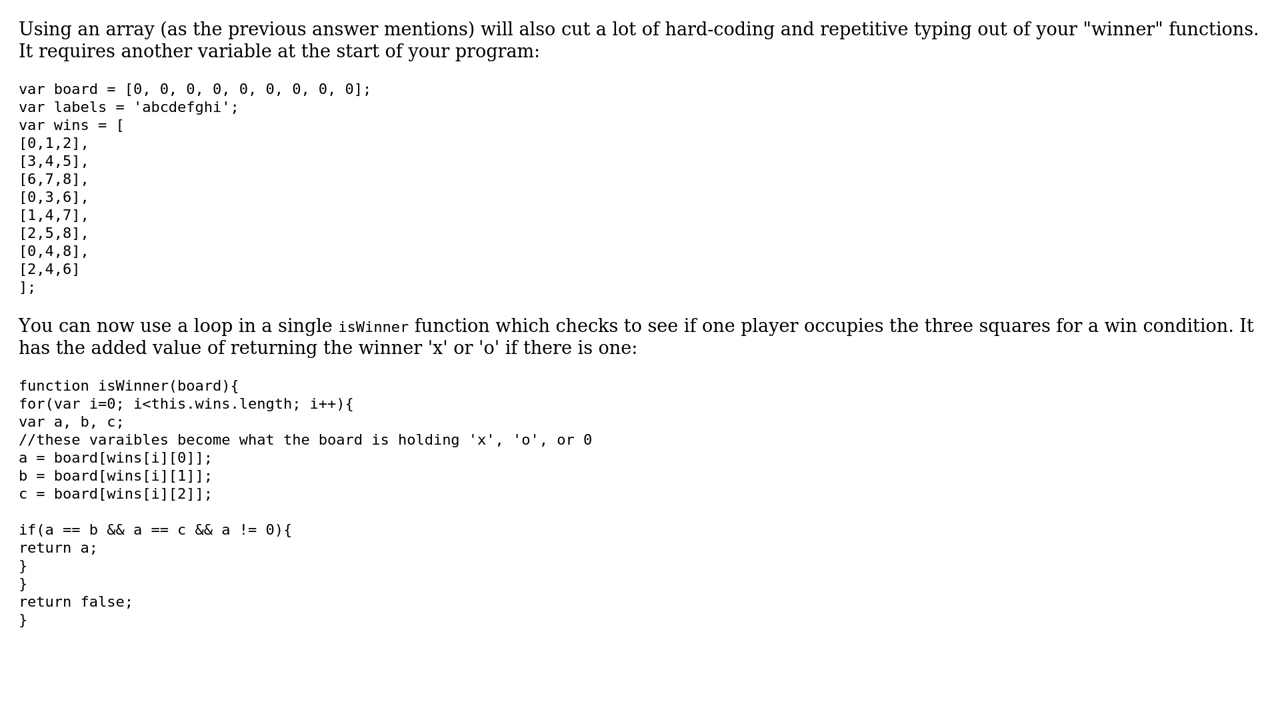 Using an array (as the previous answer mentions) will also cut a lot of hard-coding and repetitive typing out of your "winner" functions.
It requires another variable at the start of your program:
var board = [0, 0, 0, 0, 0, 0, 0, 0, 0];
var labels = 'abcdefghi';
var wins = [
[0,1,2],
[3,4,5],
[6,7,8],
[0,3,6],
[1,4,7],
[2,5,8],
[0,4,8],
[2,4,6]
];
You can now use a loop in a single isWinner function which checks to see if one player occupies the three squares for a win condition. It
has the added value of returning the winner 'x' or 'o' if there is one:
function isWinner(board){
for(var i=0; i<this.wins.length; i++){
var a, b, c;
//these varaibles become what the board is holding 'x', 'o', or 0
a = board[wins[i][0]];
b = board[wins[i][1]];
c = board[wins[i][2]];
if(a == b && a == c && a != 0){
return a;
}
}
return false;
}